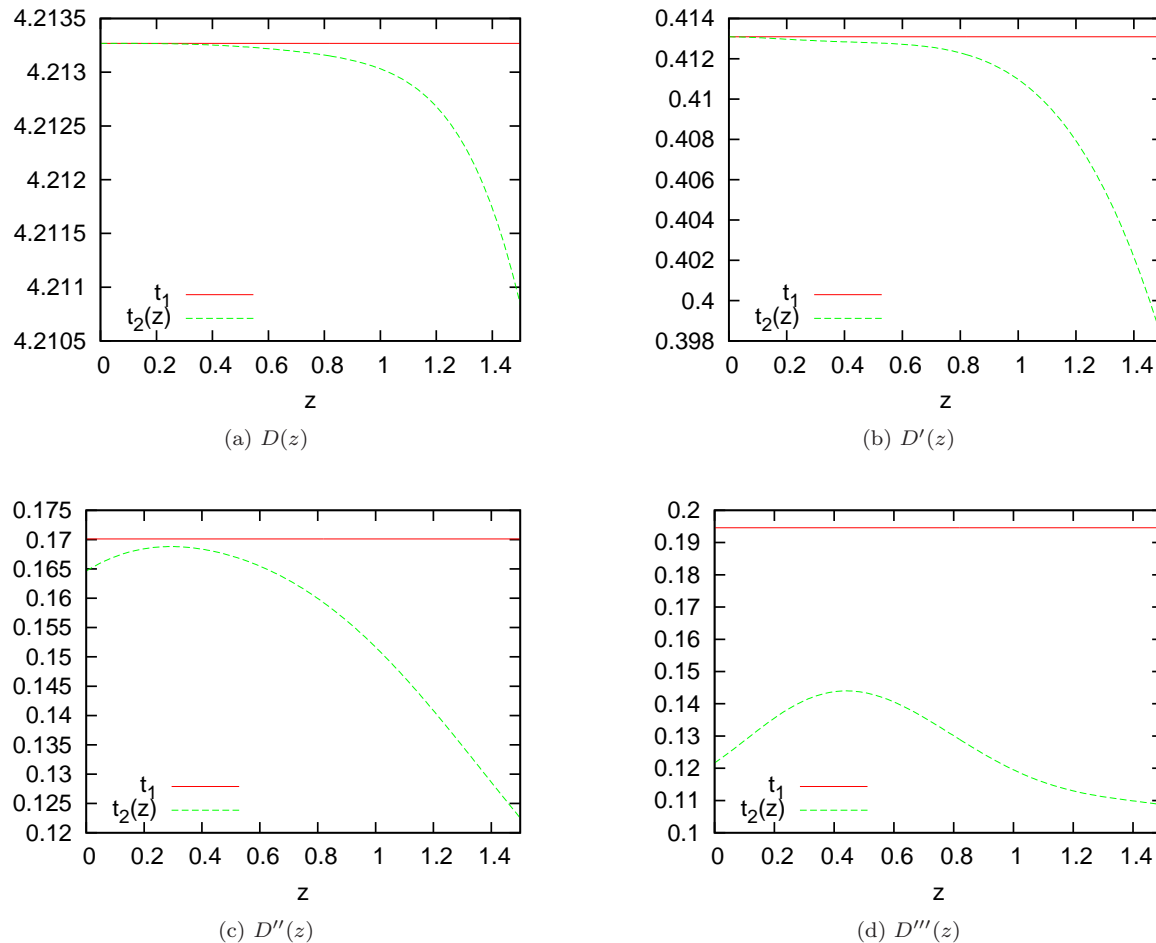 4.2135
4.213
4.2125
4.212
4.2115
4.211
4.2105
t1
t2(z)
0 0.2 0.4 0.6 0.8 1 1.2 1.4
z
(a) D(z)
0.414
0.412
0.41
0.408
0.406
0.404
0.402
0.4
0.398
t1
t2(z)
0 0.2 0.4 0.6 0.8 1 1.2 1.4
z
(b) D′(z)
0.175
0.17
0.165
0.16
0.155
0.15
0.145
0.14
0.135
0.13
0.125
0.12
t1
t2(z)
0 0.2 0.4 0.6 0.8 1 1.2 1.4
z
(c) D′′(z)
0.2
0.19
0.18
0.17
0.16
0.15
0.14
0.13
0.12
0.11
0.1
t1
t2(z)
0 0.2 0.4 0.6 0.8 1 1.2 1.4
z
(d) D′′′(z)